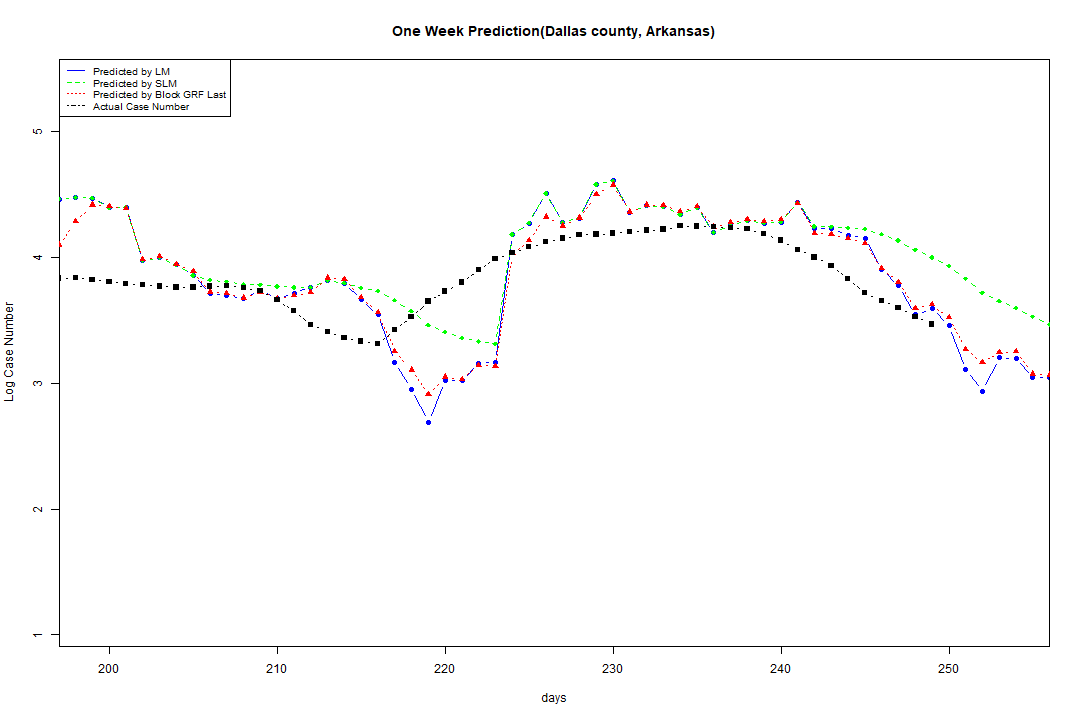 One Week Prediction(Dallas county, Arkansas)
Predicted by LM
Predicted by SLM
Predicted by Block GRF Last
Actual Case Number
5
4
3
2
1
Log Case Number
200 210 220 230 240 250
days